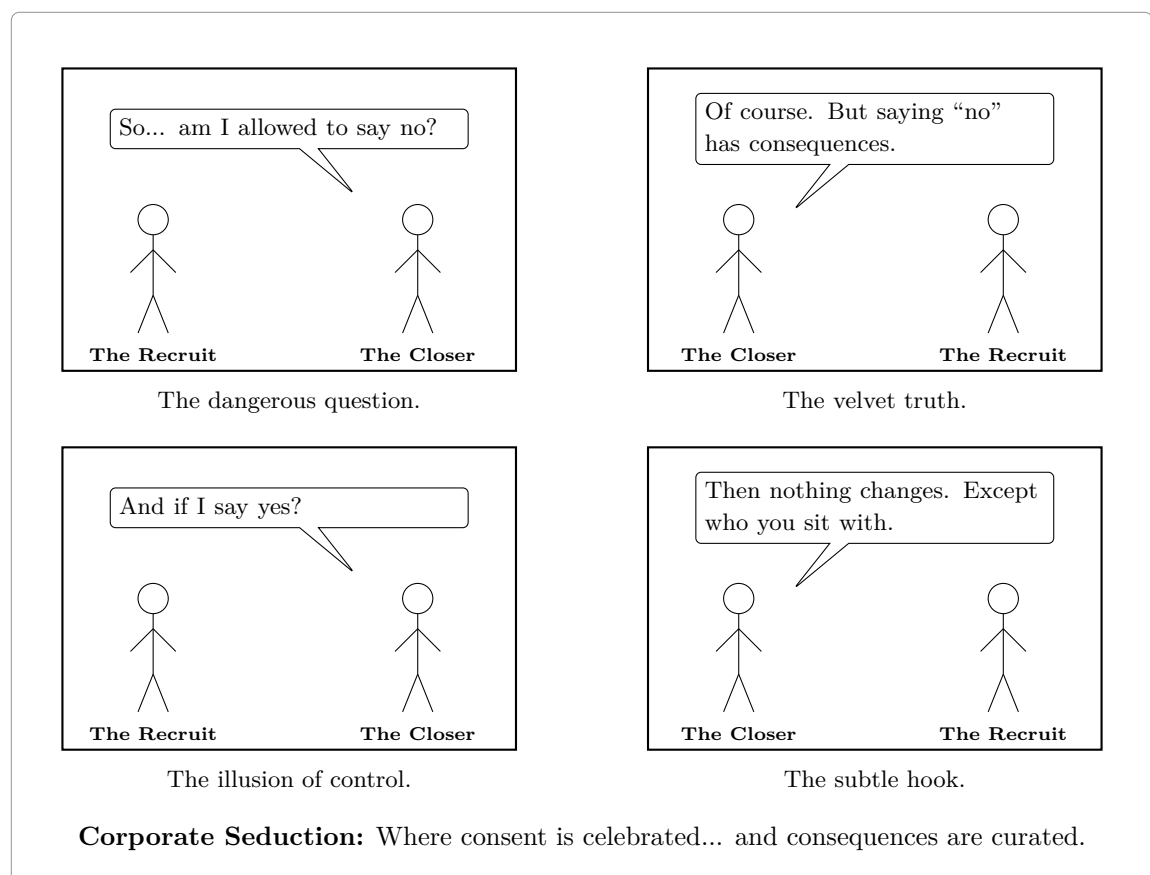 So... am I allowed to say no?
The Recruit
The Closer
The dangerous question.
Of course. But saying “no”
has consequences.
The Closer
The Recruit
The velvet truth.
And if I say yes?
The Recruit
The Closer
The illusion of control.
Then nothing changes. Except
who you sit with.
The Closer
The Recruit
The subtle hook.
Corporate Seduction: Where consent is celebrated... and consequences are curated.